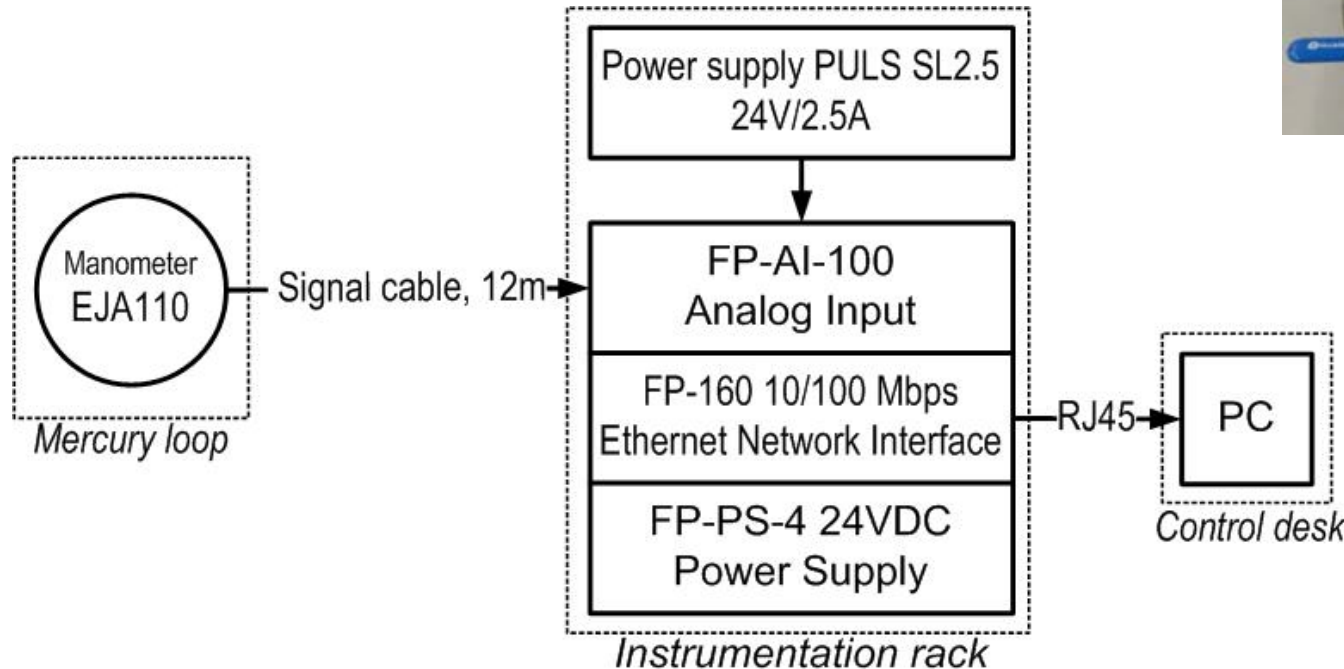 Power supply PULS SL2.5
24V/2.5A
Manometer
EJA110
Signal cable, 12m
Mercury loop
FP-AI-100
Analog Input
FP-160 10/100 Mbps
Ethernet Network Interface
FP-PS-4 24VDC
Power Supply
Instrumentation rack
RJ45
PC
Control desk